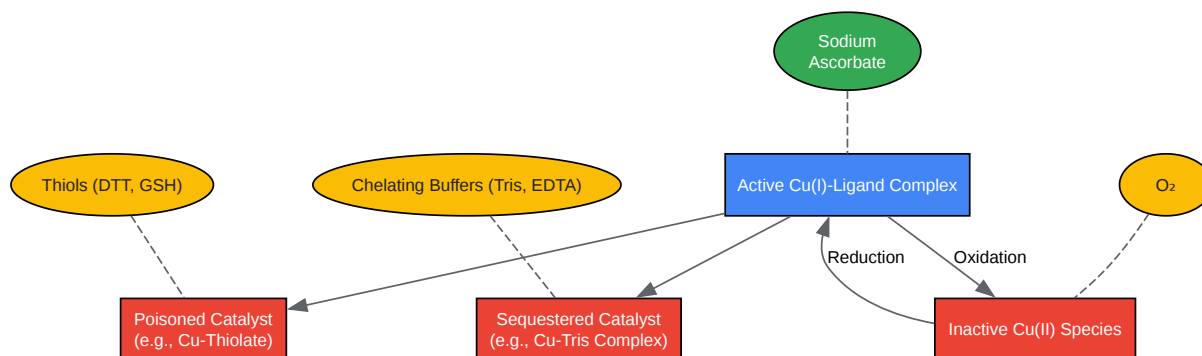 Sodium
Ascorbate
Thiols (DTT, GSH)
Chelating Buffers (Tris, EDTA)
Active Cu(I)-Ligand Complex
O₂
Reduction
Oxidation
Poisoned Catalyst
(e.g., Cu-Thiolate)
Sequestered Catalyst
(e.g., Cu-Tris Complex)
Inactive Cu(II) Species